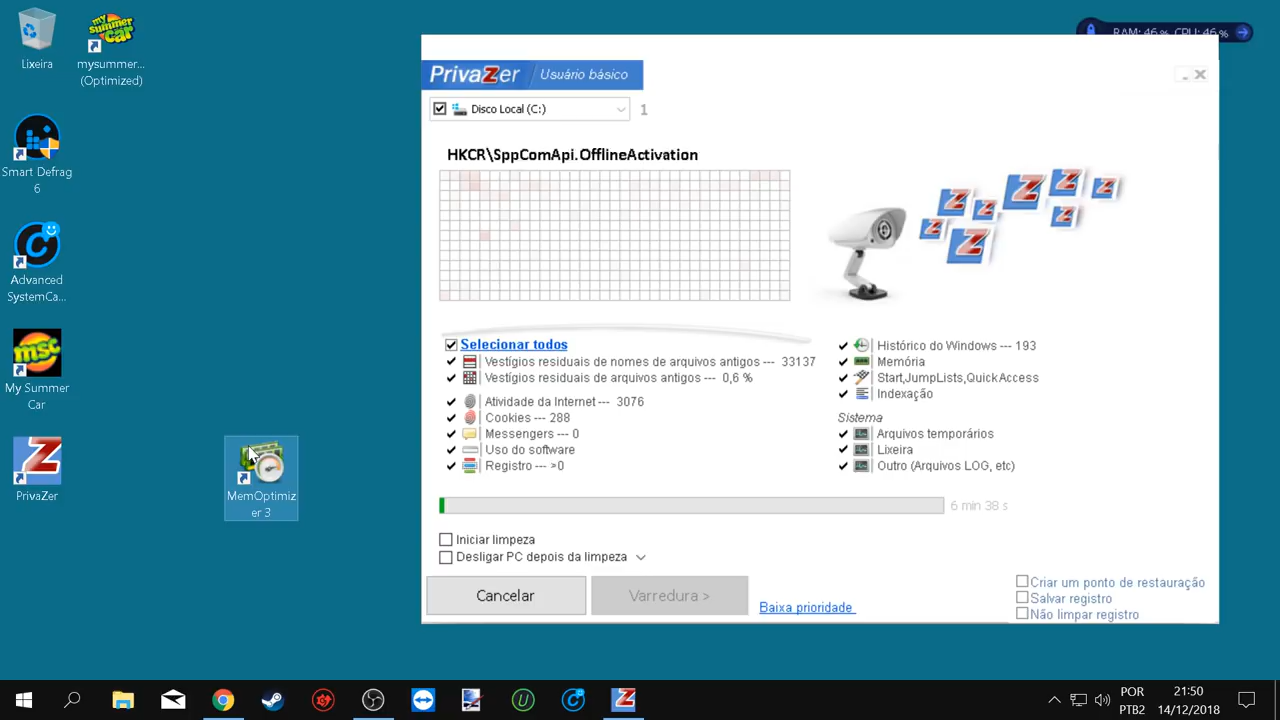 Lixeira
mysummer...
(Optimized)
Smart Defrag
6
Advanced
SystemCa...
My Summer
Car
PrivaZer
MemOptimiz
er 3
RAM: 46 % CPU: 46 %
PrivaZer
Usuário básico
Disco Local (C:)
1
HKCR\SppComApi.OfflineActivation
Selecionar todos
Vestígios residuais de nomes de arquivos antigos --- 33137
Vestígios residuais de arquivos antigos --- 0,6 %
Atividade da Internet --- 3076
Cookies --- 288
Messengers --- 0
Uso do software
Registro --- >0
Histórico do Windows --- 193
Memória
Start,JumpLists,QuickAccess
Indexação
Sistema
Arquivos temporários
Lixeira
Outro (Arquivos LOG, etc)
6 min 38 s
Iniciar limpeza
Desligar PC depois da limpeza
Cancelar
Varredura >
Baixa prioridade
Criar um ponto de restauração
Salvar registro
Não limpar registro
POR
PTB2
21:50
14/12/2018